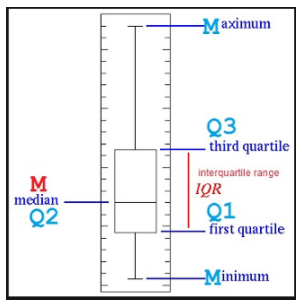 Maximum
Q3
third quartile
interquartile range
IQR
M
median
Q2
Q1
first quartile
Minimum